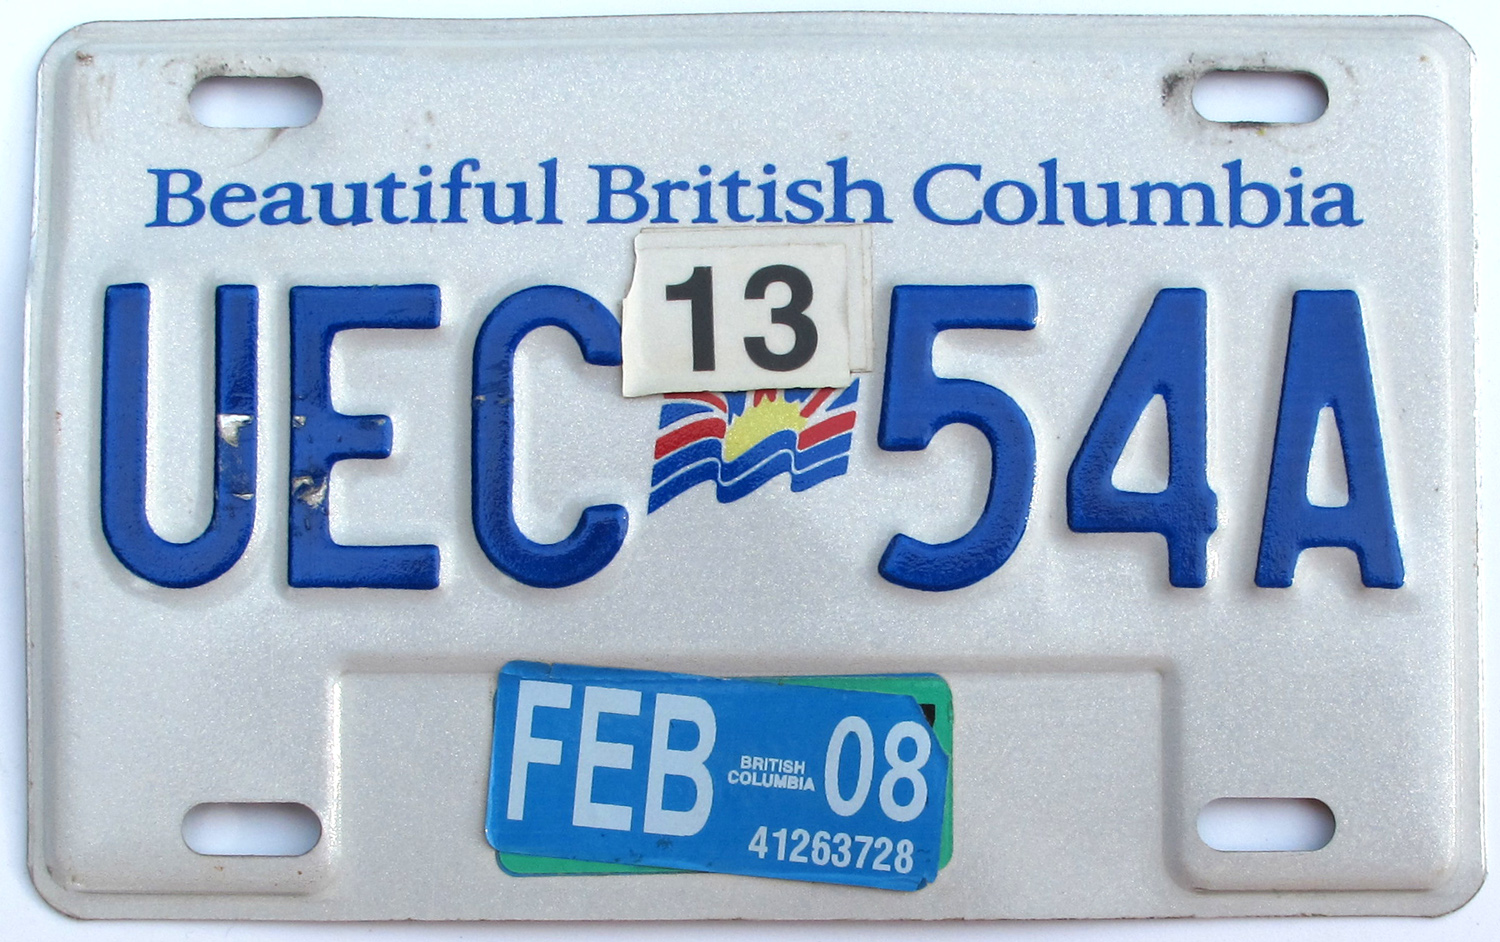 Beautiful British Columbia
13
UEC 54A
FEB BRITISH COLUMBIA 08
41263728